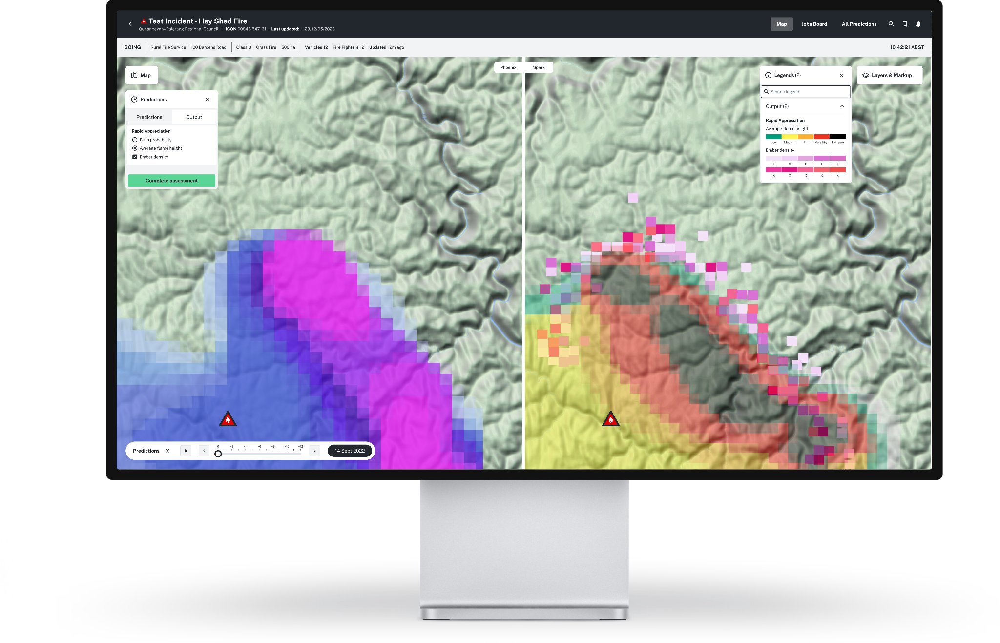 Test Incident - Hay Shed Fire
Queanbeyan-Palerang Regional Council • ICON 00846 547161 • Last updated: 11:23, 12/05/2023
Map
Jobs Board
All Predictions
GOING
Rural Fire Service 100 Bardens Road
Class 3 Grass Fire 500 ha
Vehicles 12 Fire Fighters 12 Updated 12m ago
10:42:21 AEST
Phoenix
Spark
Map
Predictions
Predictions
Output
Rapid Appreciation
Burn probability
Average flame height
Ember density
Complete assessment
Legends (2)
Search legend
Output (2)
Rapid Appreciation
Average flame height
Low Medium High Very high Extreme
Ember density
X X X X X
X X X X X
Layers & Markup
Predictions
0 +2 +4 +6 +8 +10 +12
14 Sept 2022